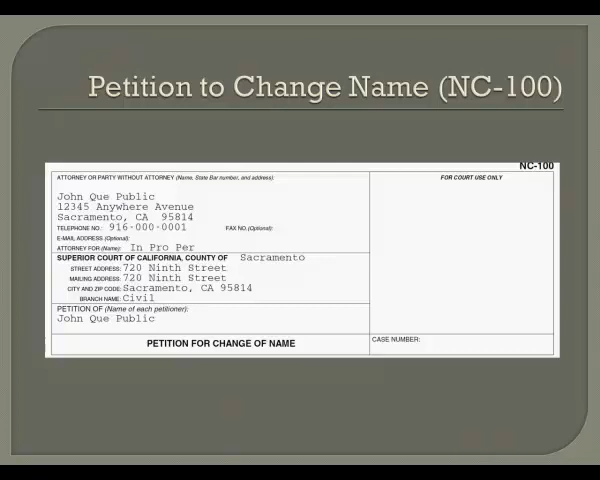 Petition to Change Name (NC-100)
NC-100
ATTORNEY OR PARTY WITHOUT ATTORNEY (Name, State Bar number, and address):
FOR COURT USE ONLY
John Que Public
12345 Anywhere Avenue
Sacramento, CA 95814
TELEPHONE NO.: 916-000-0001 FAX NO. (Optional):
E-MAIL ADDRESS (Optional):
ATTORNEY FOR (Name): In Pro Per
SUPERIOR COURT OF CALIFORNIA, COUNTY OF Sacramento
STREET ADDRESS: 720 Ninth Street
MAILING ADDRESS: 720 Ninth Street
CITY AND ZIP CODE: Sacramento, CA 95814
BRANCH NAME: Civil
PETITION OF (Name of each petitioner):
John Que Public
PETITION FOR CHANGE OF NAME
CASE NUMBER: